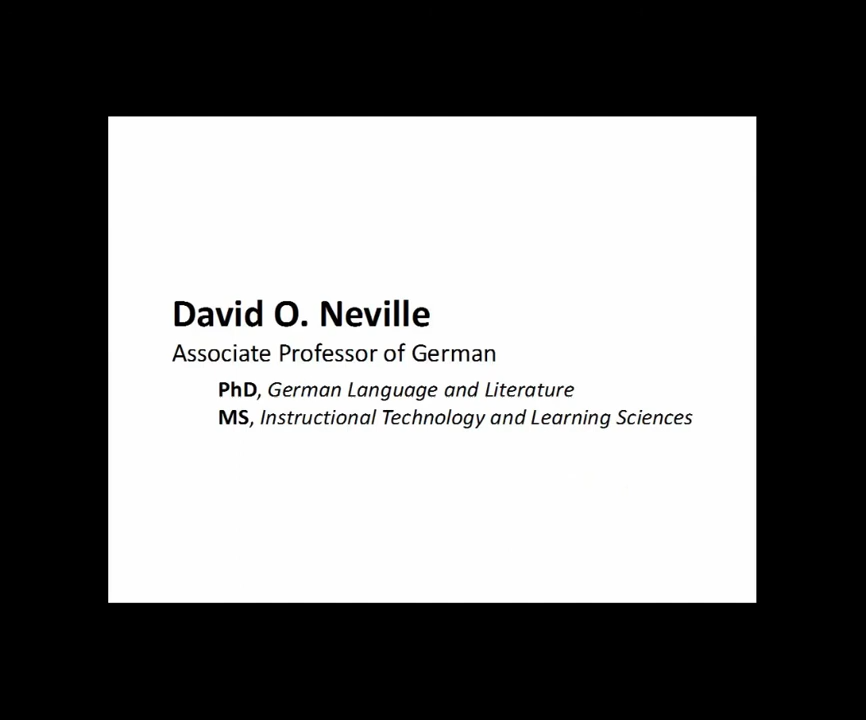 David O. Neville
Associate Professor of German
PhD, German Language and Literature
MS, Instructional Technology and Learning Sciences